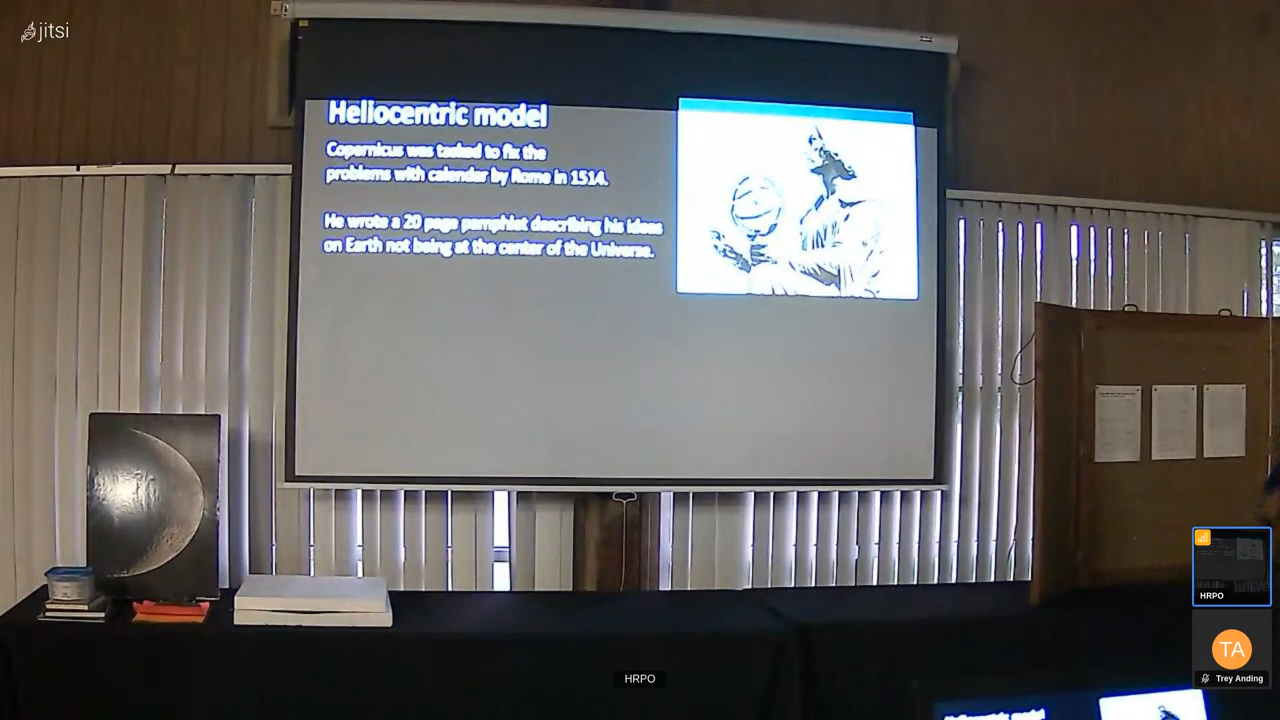 jitsi
Heliocentric model
Copernicus was tasked to fix the
problems with calendar by Rome in 1514.
He wrote a 20 page pamphlet describing his ideas
on Earth not being at the center of the Universe.
HRPO
TA
Trey Anding
HRPO
Heliocentric model